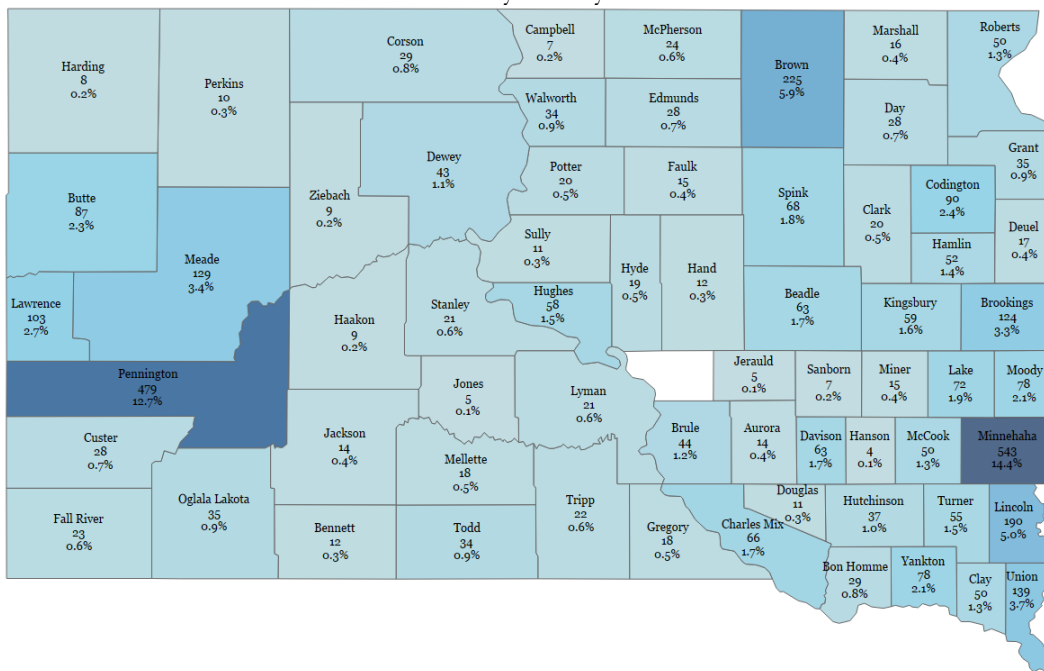 Harding
8
0.2%
Perkins
10
0.3%
Corson
29
0.8%
Campbell
7
0.2%
McPherson
24
0.6%
Brown
225
5.9%
Marshall
16
0.4%
Roberts
50
1.3%
Walworth
34
0.9%
Edmunds
28
0.7%
Day
28
0.7%
Grant
35
0.9%
Butte
87
2.3%
Ziebach
9
0.2%
Dewey
43
1.1%
Potter
20
0.5%
Faulk
15
0.4%
Spink
68
1.8%
Clark
20
0.5%
Codington
90
2.4%
Deuel
17
0.4%
Hamlin
52
1.4%
Meade
129
3.4%
Sully
11
0.3%
Hyde
19
0.5%
Hand
12
0.3%
Lawrence
103
2.7%
Haakon
9
0.2%
Stanley
21
0.6%
Hughes
58
1.5%
Beadle
63
1.7%
Kingsbury
59
1.6%
Brookings
124
3.3%
Pennington
479
12.7%
Jones
5
0.1%
Lyman
21
0.6%
Jerauld
5
0.1%
Sanborn
7
0.2%
Miner
15
0.4%
Lake
72
1.9%
Moody
78
2.1%
Custer
28
0.7%
Jackson
14
0.4%
Mellette
18
0.5%
Brule
44
1.2%
Aurora
14
0.4%
Davison
63
1.7%
Hanson
4
0.1%
McCook
50
1.3%
Minnehaha
543
14.4%
Fall River
23
0.6%
Oglala Lakota
35
0.9%
Bennett
12
0.3%
Todd
34
0.9%
Tripp
22
0.6%
Gregory
18
0.5%
Charles Mix
66
1.7%
Douglas
11
0.3%
Hutchinson
37
1.0%
Turner
55
1.5%
Lincoln
190
5.0%
Bon Homme
29
0.8%
Yankton
78
2.1%
Clay
50
1.3%
Union
139
3.7%